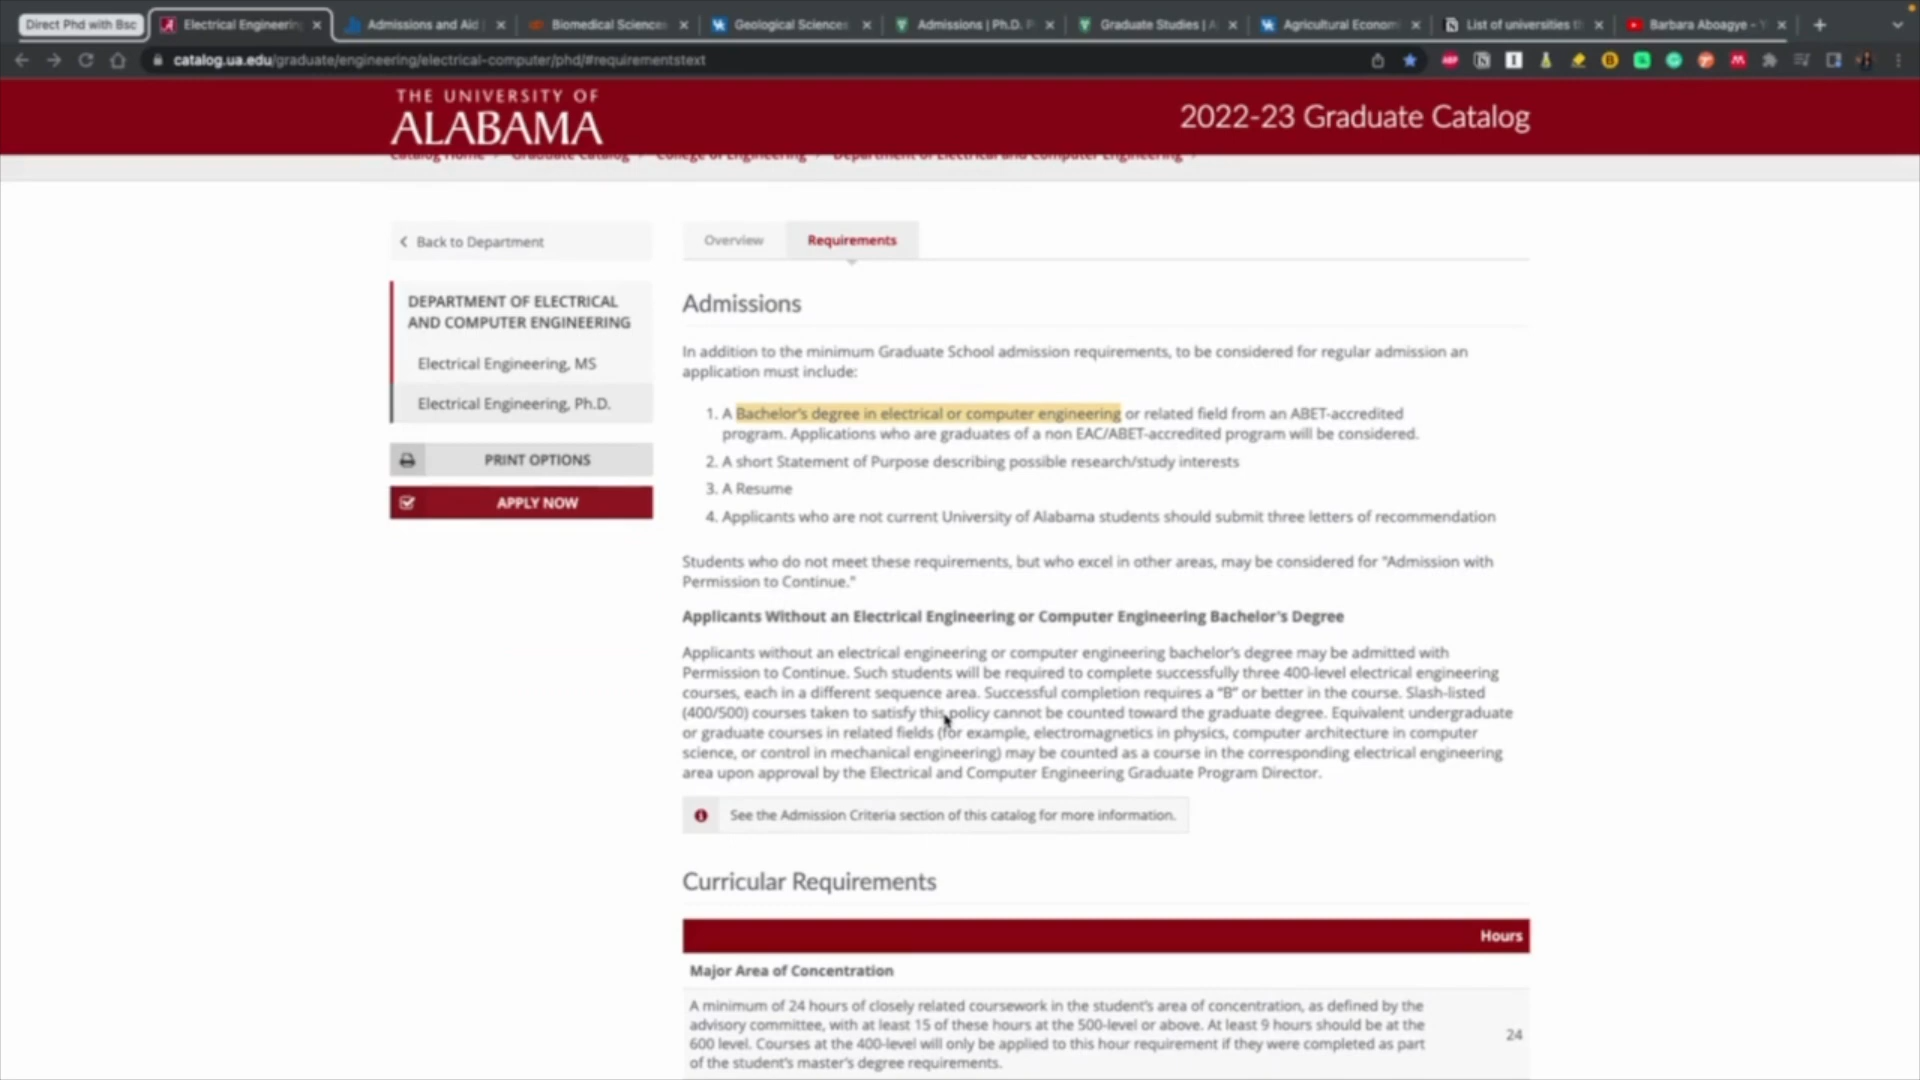 Direct Phd with Bsc
Electrical Engineerin
Admissions and Aid
Biomedical Sciences
Geological Sciences
Admissions | Ph.D. P
Graduate Studies | A
Agricultural Econom
List of universities th
Barbara Aboagye - Y
catalog.ua.edu/graduate/engineering/electrical-computer/phd/#requirementstext
THE UNIVERSITY OF
ALABAMA
2022-23 Graduate Catalog
Catalog Home
Graduate Catalog
College of Engineering
Department of Electrical and Computer Engineering
Back to Department
DEPARTMENT OF ELECTRICAL
AND COMPUTER ENGINEERING
Electrical Engineering, MS
Electrical Engineering, Ph.D.
PRINT OPTIONS
APPLY NOW
Overview
Requirements
Admissions
In addition to the minimum Graduate School admission requirements, to be considered for regular admission an
application must include:
1. A Bachelor's degree in electrical or computer engineering or related field from an ABET-accredited
program. Applications who are graduates of a non EAC/ABET-accredited program will be considered.
2. A short Statement of Purpose describing possible research/study interests
3. A Resume
4. Applicants who are not current University of Alabama students should submit three letters of recommendation
Students who do not meet these requirements, but who excel in other areas, may be considered for "Admission with
Permission to Continue."
Applicants Without an Electrical Engineering or Computer Engineering Bachelor's Degree
Applicants without an electrical engineering or computer engineering bachelor's degree may be admitted with
Permission to Continue. Such students will be required to complete successfully three 400-level electrical engineering
courses, each in a different sequence area. Successful completion requires a "B" or better in the course. Slash-listed
(400/500) courses taken to satisfy this policy cannot be counted toward the graduate degree. Equivalent undergraduate
or graduate courses in related fields (for example, electromagnetics in physics, computer architecture in computer
science, or control in mechanical engineering) may be counted as a course in the corresponding electrical engineering
area upon approval by the Electrical and Computer Engineering Graduate Program Director.
See the Admission Criteria section of this catalog for more information.
Curricular Requirements
Hours
Major Area of Concentration
A minimum of 24 hours of closely related coursework in the student's area of concentration, as defined by the
advisory committee, with at least 15 of these hours at the 500-level or above. At least 9 hours should be at the
600 level. Courses at the 400-level will only be applied to this hour requirement if they were completed as part
of the student's master's degree requirements.
24